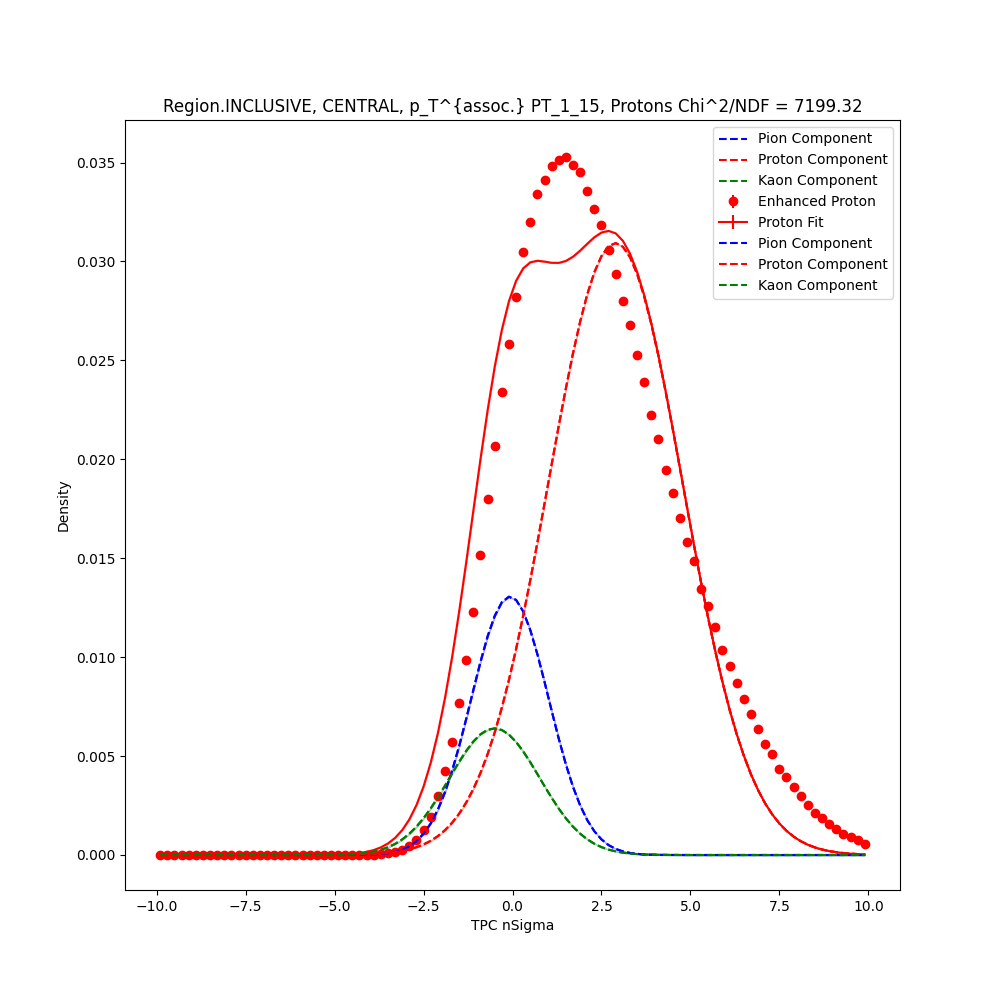 Region.INCLUSIVE, CENTRAL, p_T^{assoc.} PT_1_15, Protons Chi^2/NDF = 7199.32
Pion Component
Proton Component
Kaon Component
Enhanced Proton
Proton Fit
Pion Component
Proton Component
Kaon Component
0.035
0.030
0.025
0.020
0.015
0.010
0.005
0.000
Density
−10.0 −7.5 −5.0 −2.5 0.0 2.5 5.0 7.5 10.0
TPC nSigma